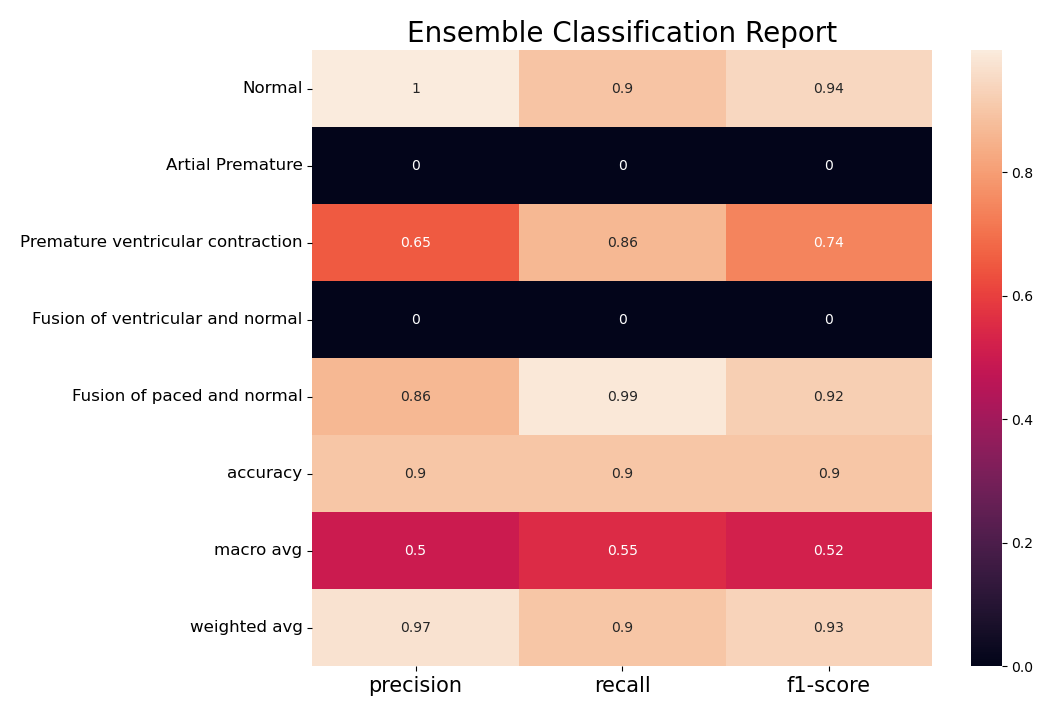 Ensemble Classification Report
Normal 1 0.9 0.94
Artial Premature 0 0 0
Premature ventricular contraction 0.65 0.86 0.74
Fusion of ventricular and normal 0 0 0
Fusion of paced and normal 0.86 0.99 0.92
accuracy 0.9 0.9 0.9
macro avg 0.5 0.55 0.52
weighted avg 0.97 0.9 0.93
precision recall f1-score
0.8
0.6
0.4
0.2
0.0